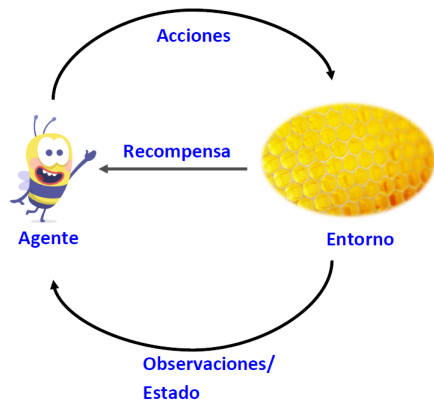 Acciones
Recompensa
Agente
Entorno
Observaciones/
Estado